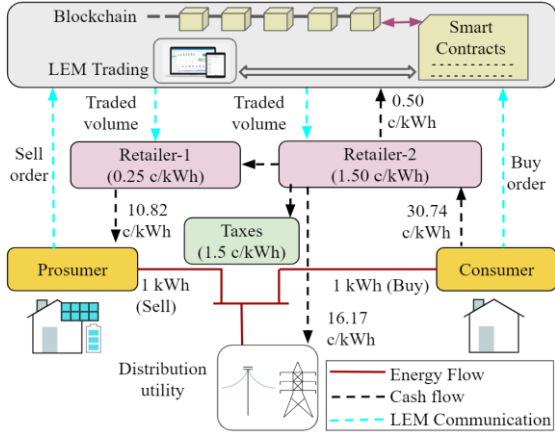 Blockchain
Smart
Contracts
LEM Trading
Traded
volume
Traded
volume
0.50
c/kWh
Sell
order
Retailer-1
(0.25 c/kWh)
Retailer-2
(1.50 c/kWh)
Buy
order
10.82
c/kWh
Taxes
(1.5 c/kWh)
30.74
c/kWh
Prosumer
Consumer
1 kWh
(Sell)
1 kWh (Buy)
16.17
c/kWh
Distribution
utility
Energy Flow
Cash flow
LEM Communication